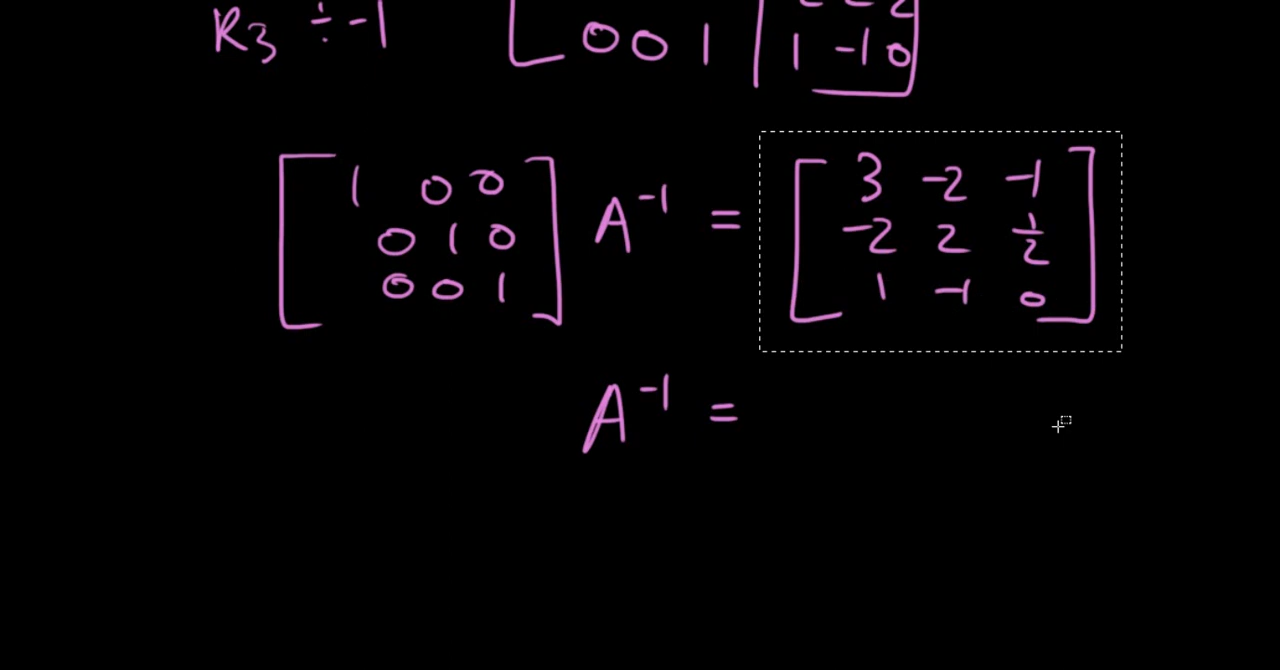 R3 ÷ -1 [ 0 0 1 | 1 -1 0 ]
[ 1 0 0 A⁻¹ = [ 3 -2 -1 ]
0 1 0 -2 2 1/2
0 0 1 ] 1 -1 0
A⁻¹ =